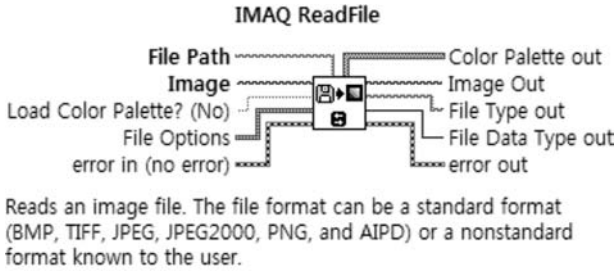 IMAQ ReadFile
File Path
Image
Load Color Palette? (No)
File Options
error in (no error)
Color Palette out
Image Out
File Type out
File Data Type out
error out
Reads an image file. The file format can be a standard format
(BMP, TIFF, JPEG, JPEG2000, PNG, and AIPD) or a nonstandard
format known to the user.